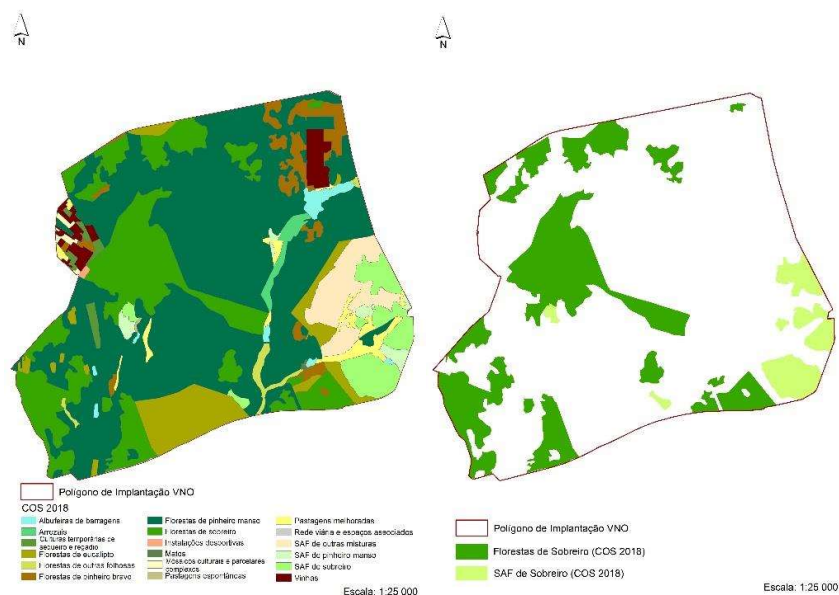 N
N
Polígono de Implantação VNO
COS 2018
Albufeiras de barragens
Arrozais
Culturas temporárias de
sequeiro e regadio
Florestas de eucalipto
Florestas de outras folhosas
Florestas de pinheiro bravo
Florestas de pinheiro manso
Florestas de sobreiro
Instalações desportivas
Matos
Mosaicos culturais e parcelares
complexos
Pastagens espontâneas
Pastagens melhoradas
Rede viária e espaços associados
SAF de outras misturas
SAF de pinheiro manso
SAF de sobreiro
Vinhas
Escala: 1:25 000
Polígono de Implantação VNO
Florestas de Sobreiro (COS 2018)
SAF de Sobreiro (COS 2018)
Escala: 1:25 000